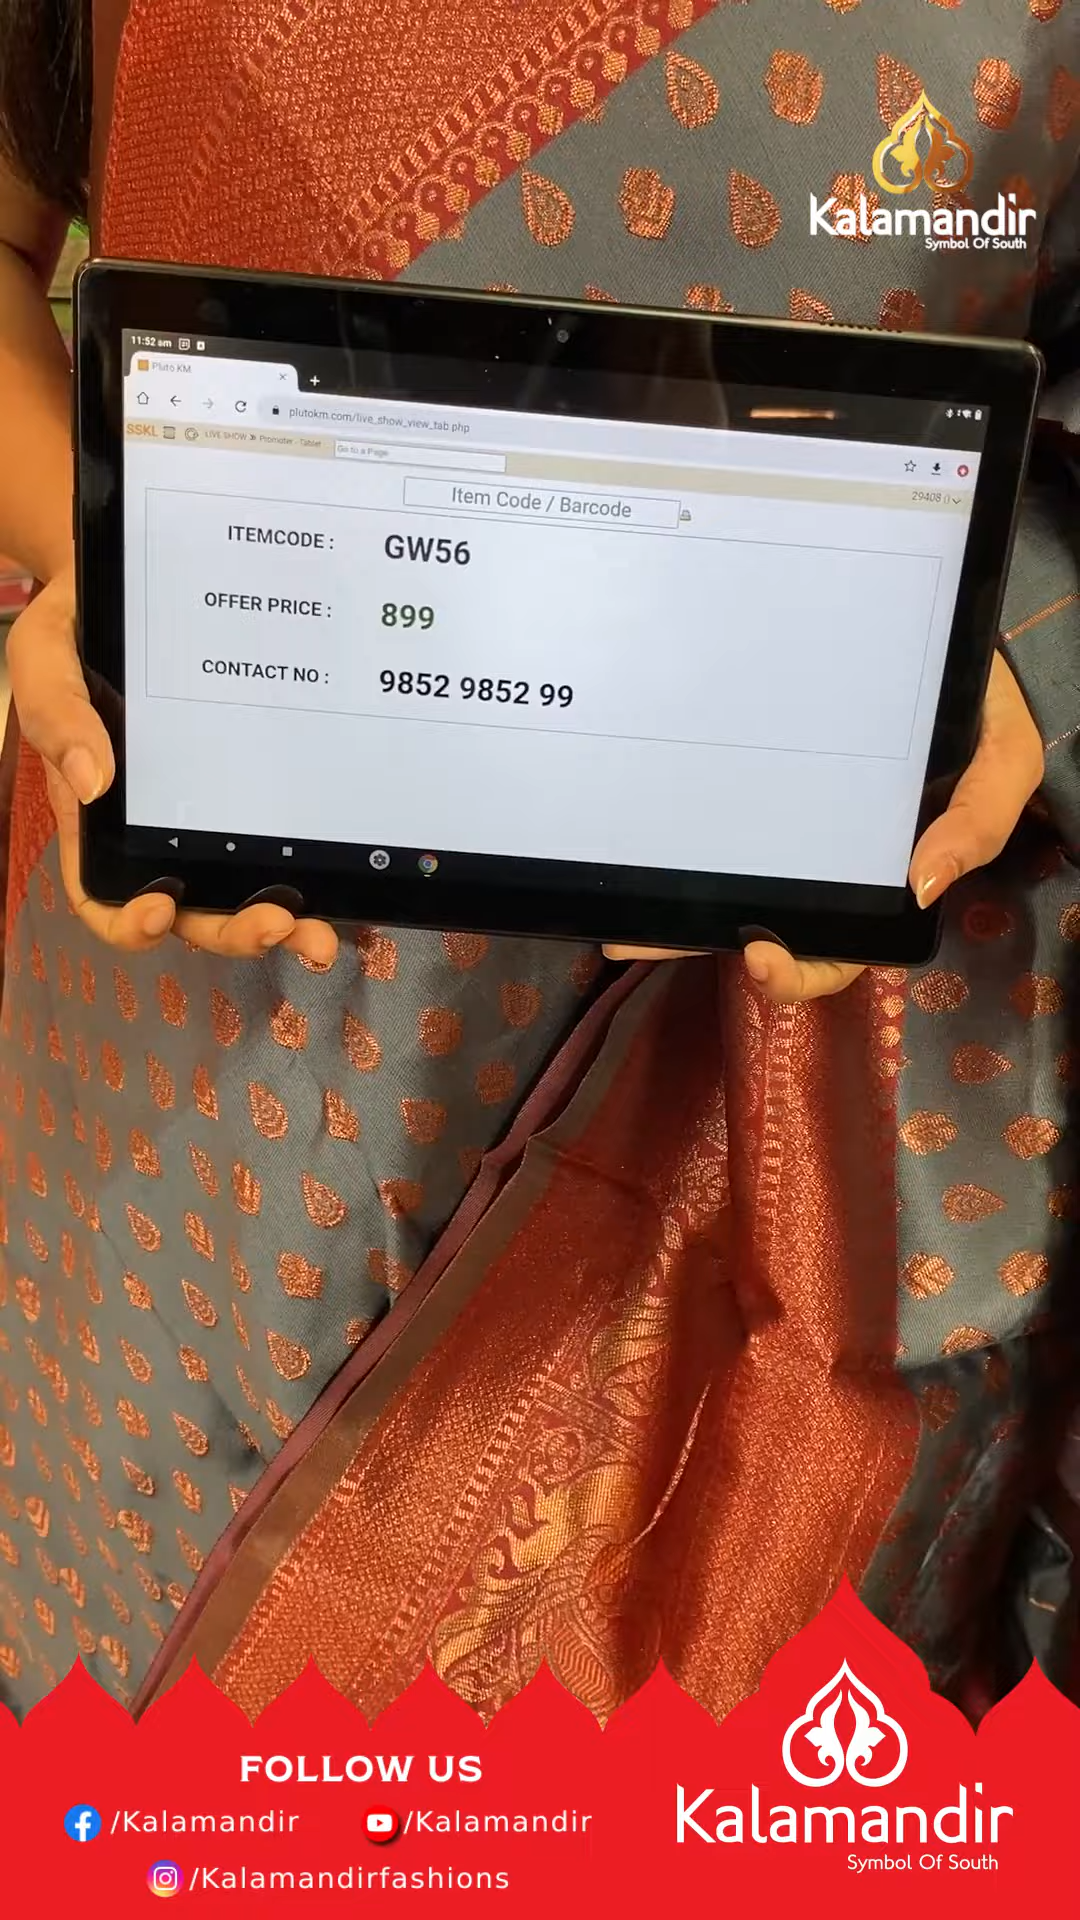 Kalamandir
Symbol Of South
11:52 am
Pluto KM
plutokm.com/live_show_view_tab.php
SSKL
LIVE SHOW » Promoter - Tablet
Go to a Page
29408 ()
Item Code / Barcode
ITEMCODE : GW56
OFFER PRICE : 899
CONTACT NO : 9852 9852 99
FOLLOW US
/Kalamandir
/Kalamandir
/Kalamandirfashions
Kalamandir
Symbol Of South